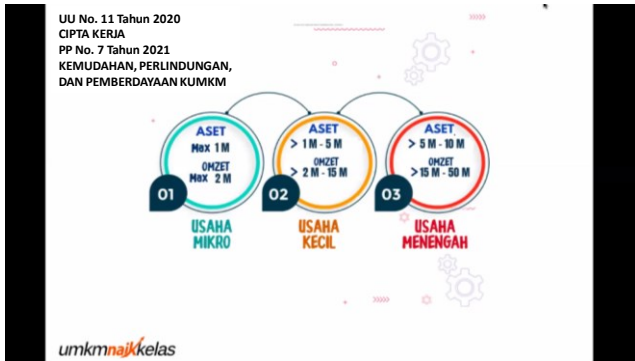 UU No. 11 Tahun 2020
CIPTA KERJA
PP No. 7 Tahun 2021
KEMUDAHAN, PERLINDUNGAN,
DAN PEMBERDAYAAN KUMKM
ASET
Max 1 M
OMZET
Max 2 M
01
USAHA
MIKRO
ASET
> 1 M - 5 M
OMZET
> 2 M - 15 M
02
USAHA
KECIL
ASET
> 5 M - 10 M
OMZET
>15 M - 50 M
03
USAHA
MENENGAH
umkmnaikkelas